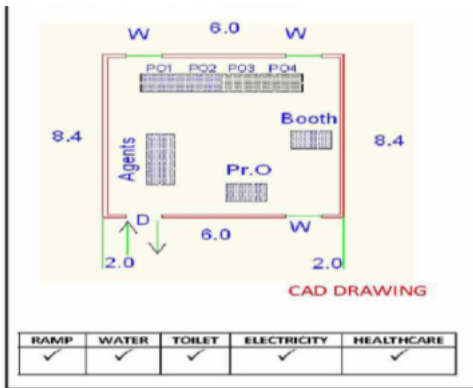 6.0
W W
PO1 PO2 PO3 PO4
Booth
8.4 8.4
Agents
Pr.O
D
W
6.0
2.0 2.0
CAD DRAWING
RAMP WATER TOILET ELECTRICITY HEALTHCARE
✓ ✓ ✓ ✓ ✓